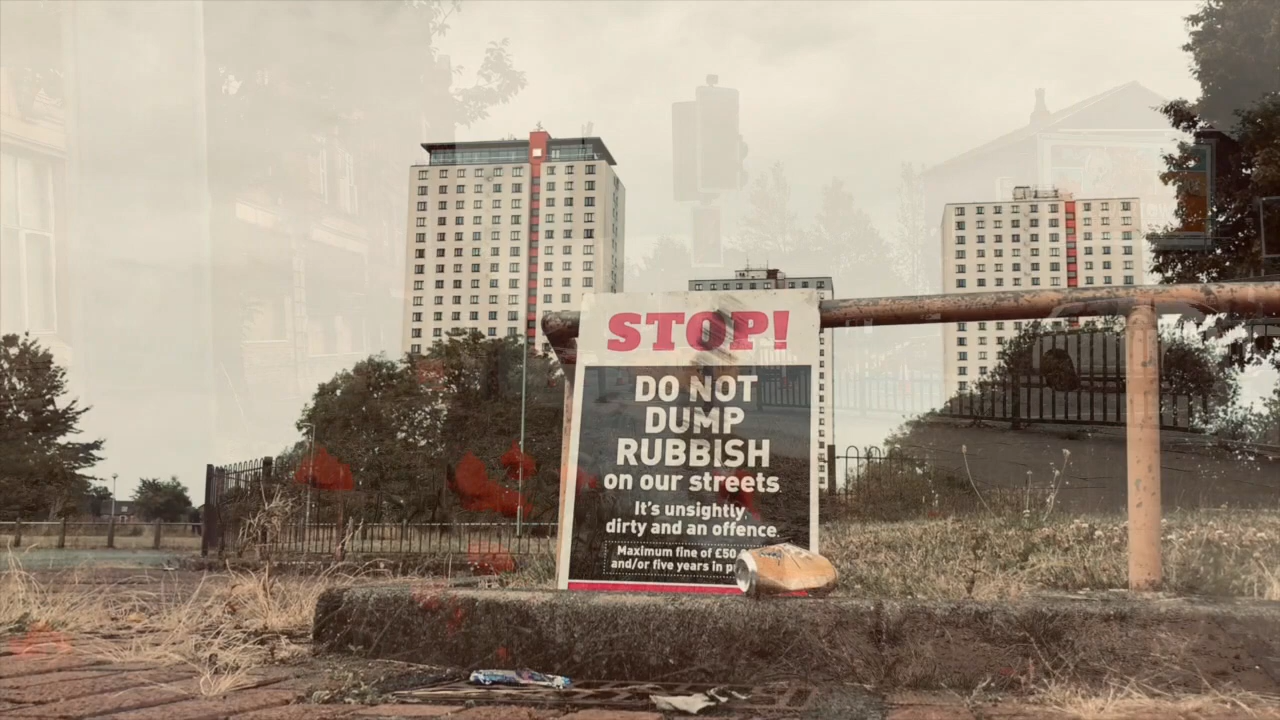 STOP!
DO NOT
DUMP
RUBBISH
on our streets
It's unsightly,
dirty and an offence.
Maximum fine of £50
and/or five years in